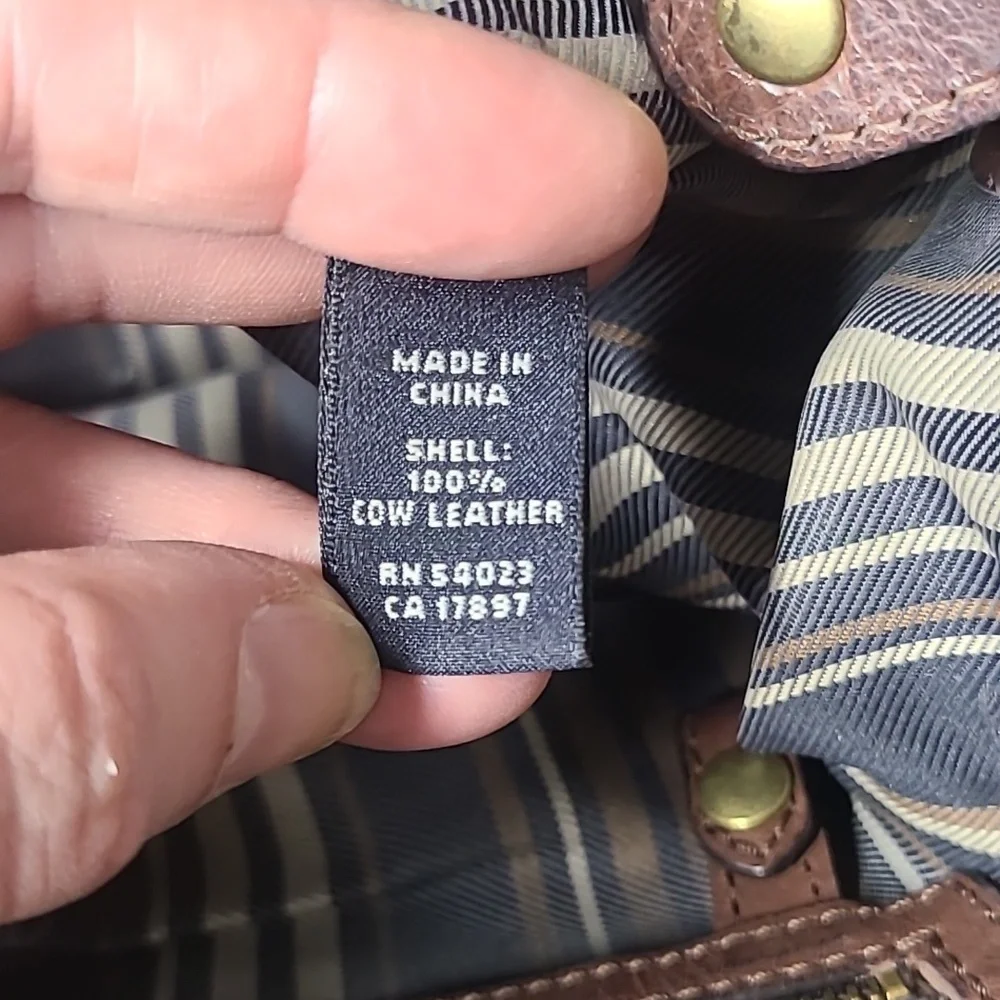 MADE IN
CHINA
SHELL:
100%
COW LEATHER
RN 54023
CA 17897